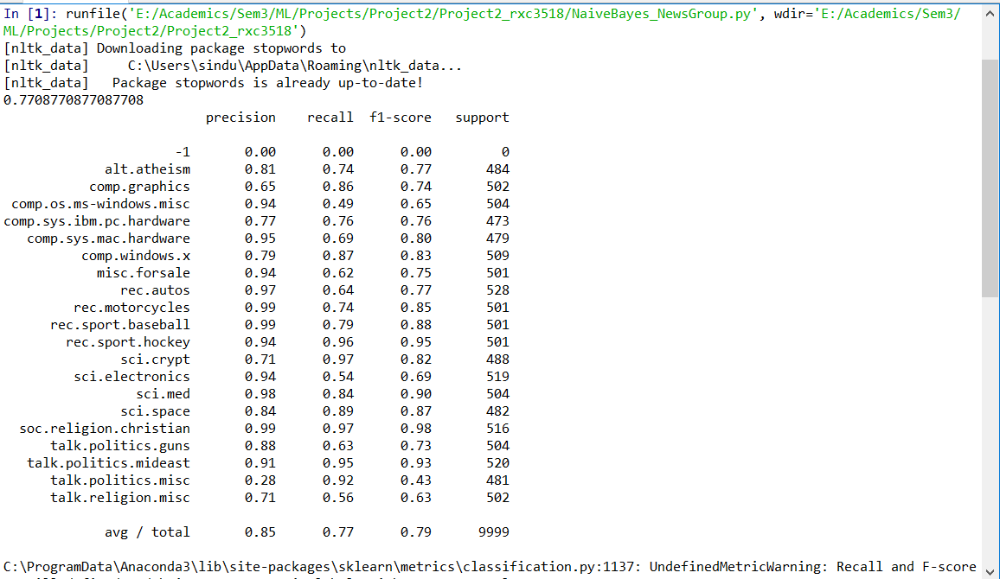 In [1]: runfile('E:/Academics/Sem3/ML/Projects/Project2/Project2_rxc3518/NaiveBayes_NewsGroup.py', wdir='E:/Academics/Sem3/
ML/Projects/Project2/Project2_rxc3518')
[nltk_data] Downloading package stopwords to
[nltk_data]     C:\Users\sindu\AppData\Roaming\nltk_data...
[nltk_data]   Package stopwords is already up-to-date!
0.7708770877087708
                          precision    recall  f1-score   support

                      -1       0.00      0.00      0.00         0
             alt.atheism       0.81      0.74      0.77       484
           comp.graphics       0.65      0.86      0.74       502
 comp.os.ms-windows.misc       0.94      0.49      0.65       504
comp.sys.ibm.pc.hardware       0.77      0.76      0.76       473
   comp.sys.mac.hardware       0.95      0.69      0.80       479
          comp.windows.x       0.79      0.87      0.83       509
            misc.forsale       0.94      0.62      0.75       501
               rec.autos       0.97      0.64      0.77       528
         rec.motorcycles       0.99      0.74      0.85       501
      rec.sport.baseball       0.99      0.79      0.88       501
        rec.sport.hockey       0.94      0.96      0.95       501
               sci.crypt       0.71      0.97      0.82       488
         sci.electronics       0.94      0.54      0.69       519
                 sci.med       0.98      0.84      0.90       504
               sci.space       0.84      0.89      0.87       482
  soc.religion.christian       0.99      0.97      0.98       516
      talk.politics.guns       0.88      0.63      0.73       504
   talk.politics.mideast       0.91      0.95      0.93       520
      talk.politics.misc       0.28      0.92      0.43       481
      talk.religion.misc       0.71      0.56      0.63       502

             avg / total       0.85      0.77      0.79      9999

C:\ProgramData\Anaconda3\lib\site-packages\sklearn\metrics\classification.py:1137: UndefinedMetricWarning: Recall and F-score